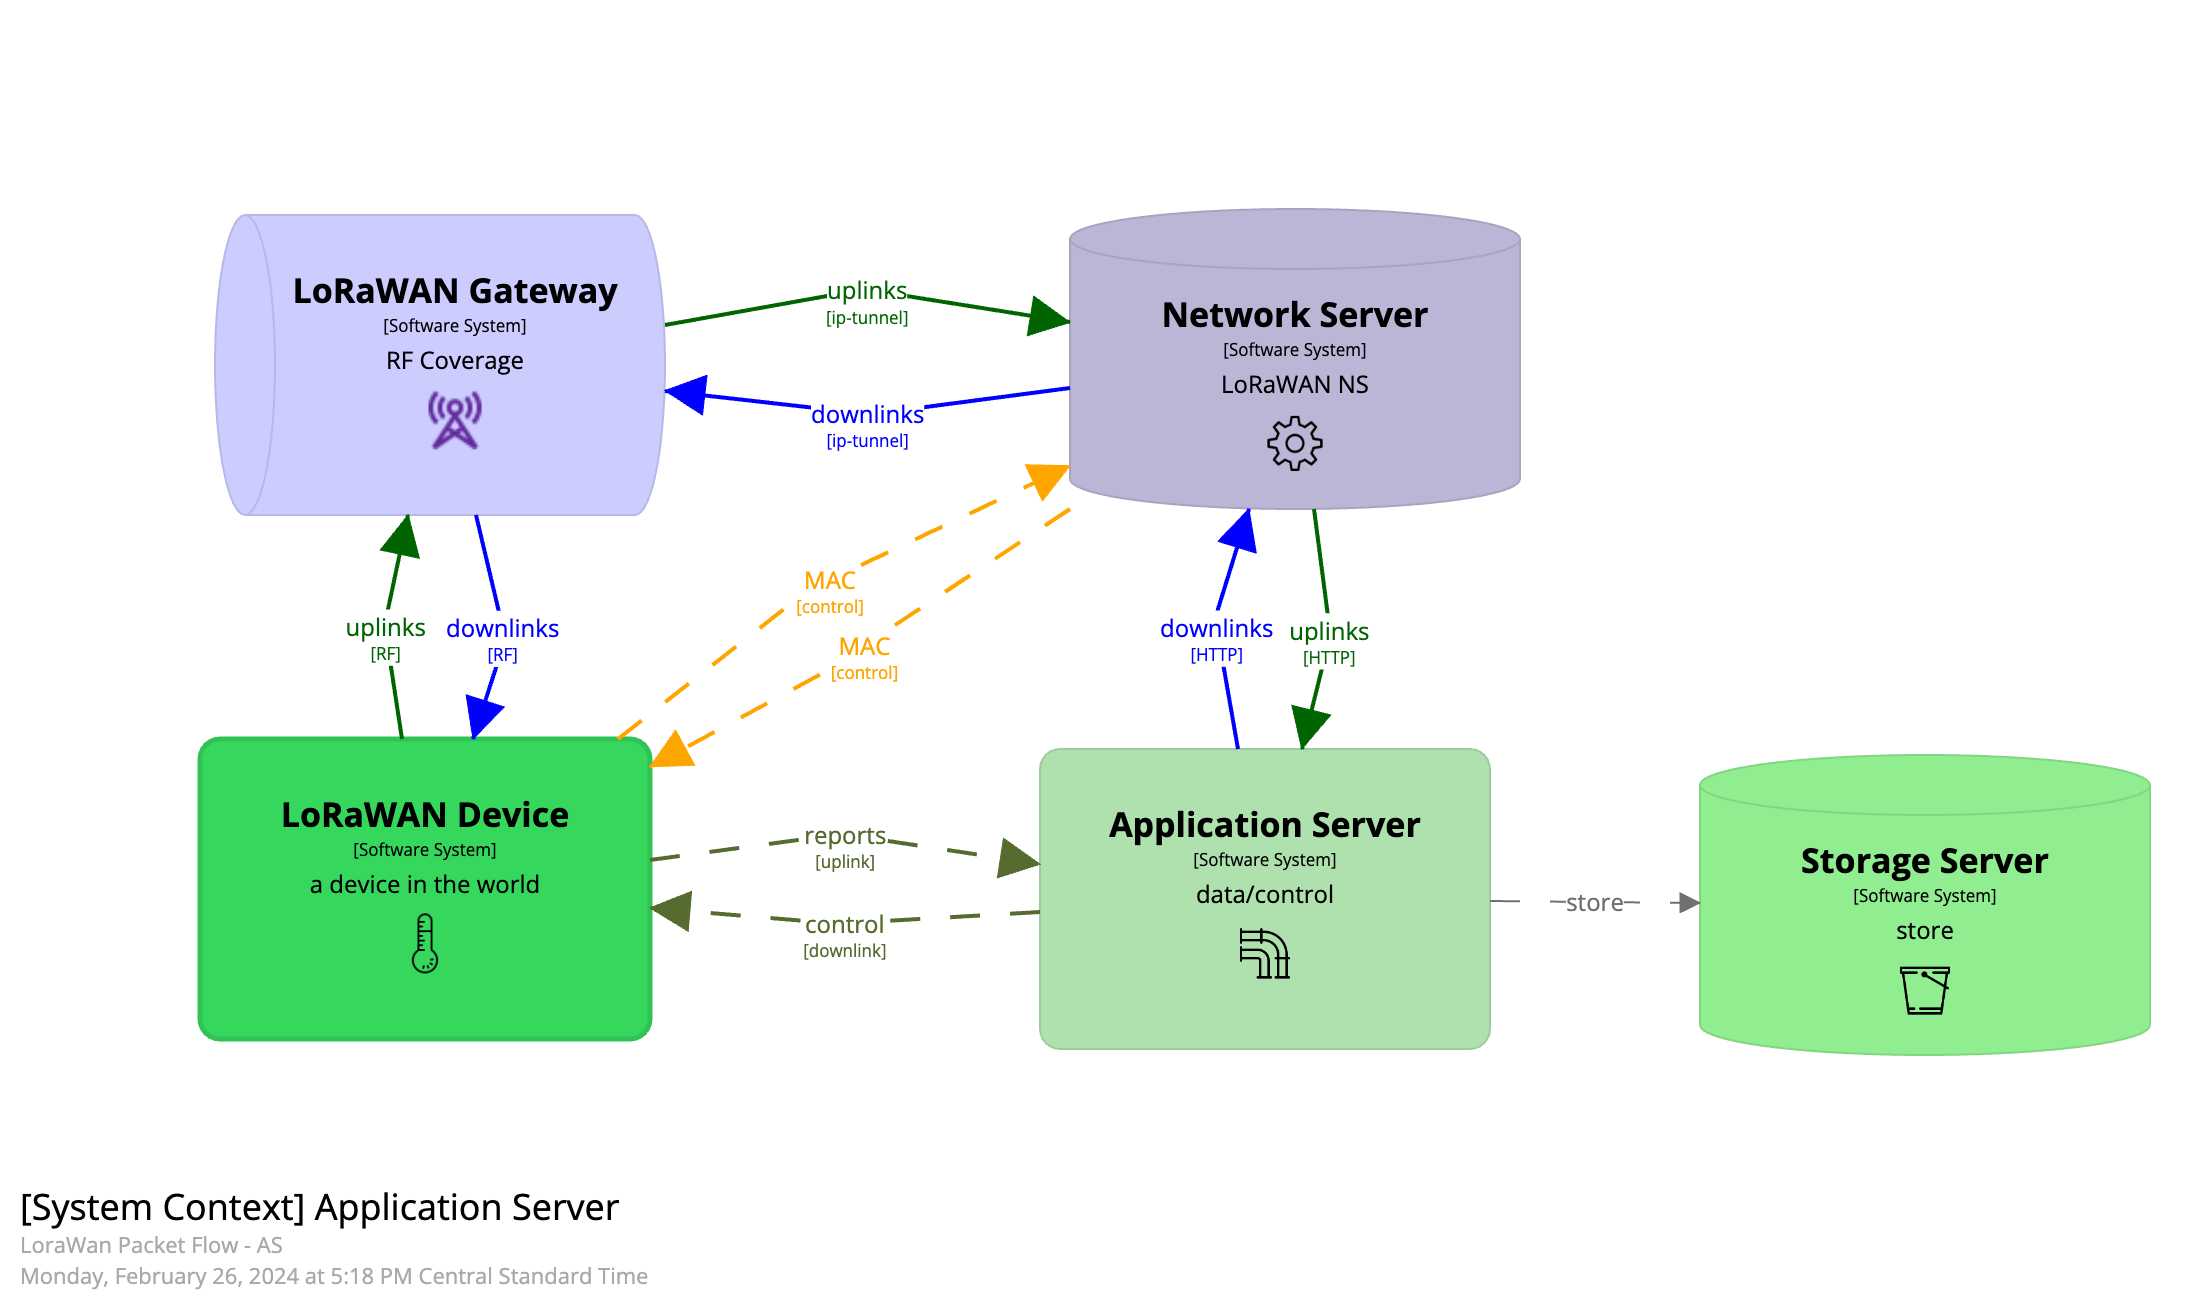 LoRaWAN Gateway
[Software System]
RF Coverage
uplinks
[ip-tunnel]
downlinks
[ip-tunnel]
Network Server
[Software System]
LoRaWAN NS
uplinks
[RF]
downlinks
[RF]
MAC
[control]
MAC
[control]
downlinks
[HTTP]
uplinks
[HTTP]
LoRaWAN Device
[Software System]
a device in the world
reports
[uplink]
control
[downlink]
Application Server
[Software System]
data/control
store
Storage Server
[Software System]
store
[System Context] Application Server
LoraWan Packet Flow - AS
Monday, February 26, 2024 at 5:18 PM Central Standard Time